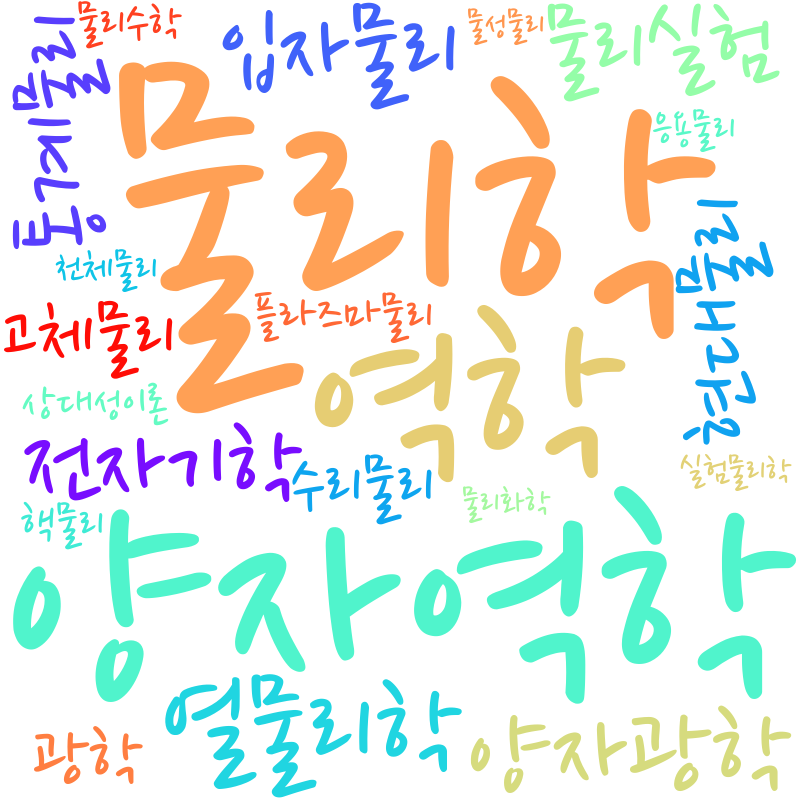 물리수학
입자물리
물성물리
물리실험
통계물리
물리학
응용물리
천체물리
현대물리
고체물리
플라즈마물리
역학
상대성이론
전자기학
수리물리
실험물리학
핵물리
물리화학
양자역학
열물리학
양자광학
광학